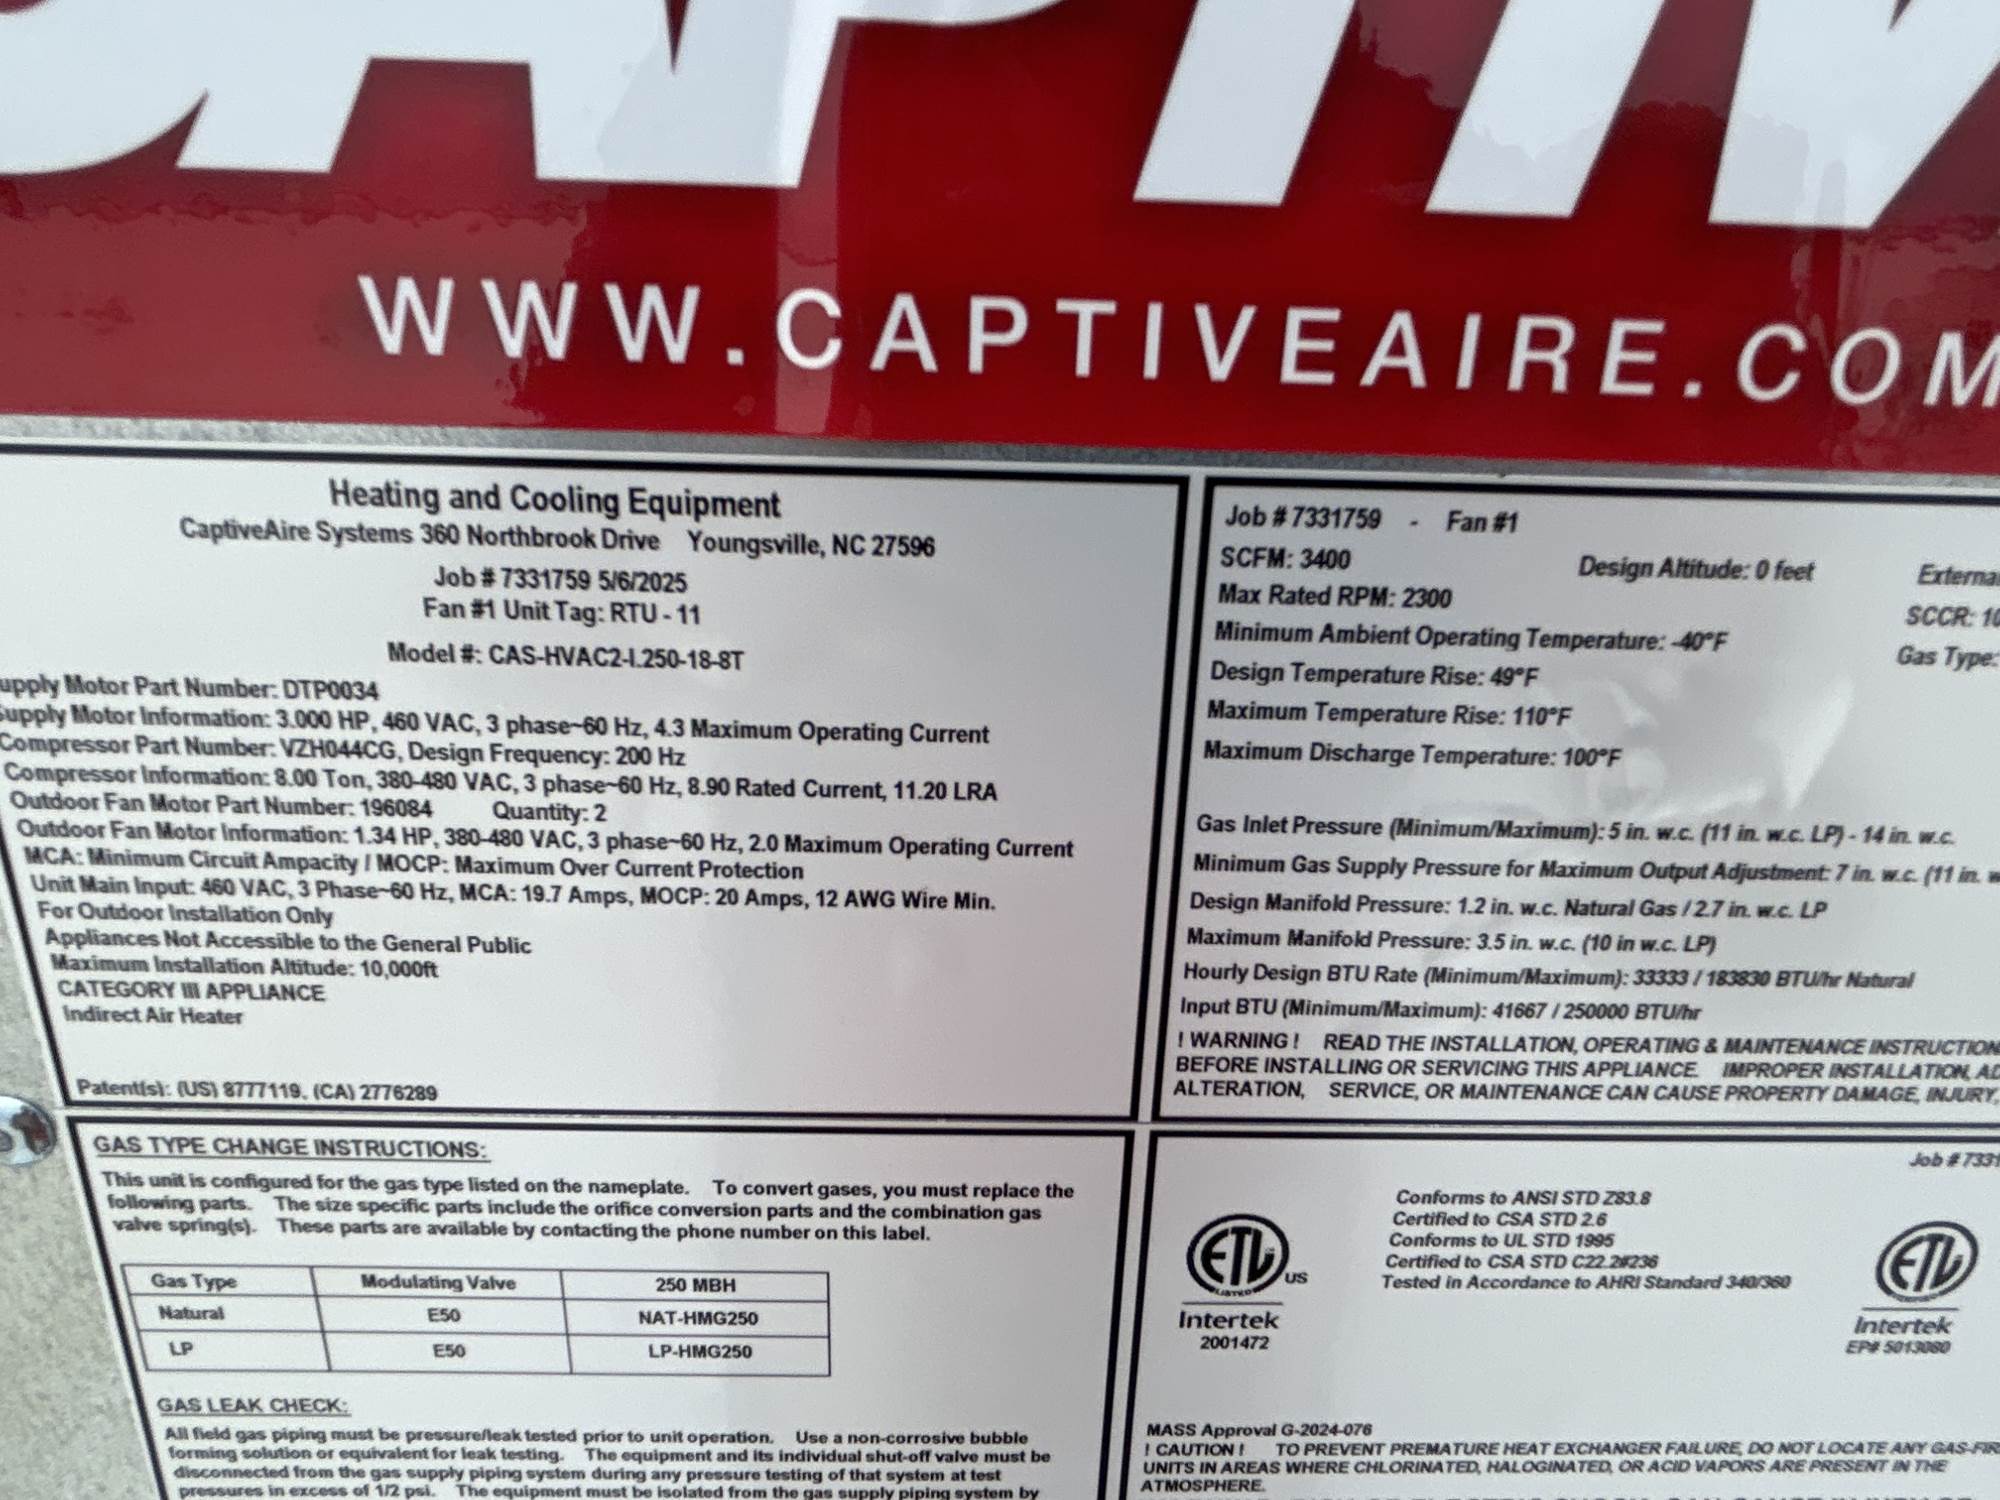 CAPTIV
WWW.CAPTIVEAIRE.COM
Heating and Cooling Equipment
CaptiveAire Systems 360 Northbrook Drive Youngsville, NC 27596
Job # 7331759 5/6/2025
Fan #1 Unit Tag: RTU - 11
Model #: CAS-HVAC2-I.250-18-8T
upply Motor Part Number: DTP0034
Supply Motor Information: 3.000 HP, 460 VAC, 3 phase~60 Hz, 4.3 Maximum Operating Current
Compressor Part Number: VZH044CG, Design Frequency: 200 Hz
Compressor Information: 8.00 Ton, 380-480 VAC, 3 phase~60 Hz, 8.90 Rated Current, 11.20 LRA
Outdoor Fan Motor Part Number: 196084 Quantity: 2
Outdoor Fan Motor Information: 1.34 HP, 380-480 VAC, 3 phase~60 Hz, 2.0 Maximum Operating Current
MCA: Minimum Circuit Ampacity / MOCP: Maximum Over Current Protection
Unit Main Input: 460 VAC, 3 Phase~60 Hz, MCA: 19.7 Amps, MOCP: 20 Amps, 12 AWG Wire Min.
For Outdoor Installation Only
Appliances Not Accessible to the General Public
Maximum Installation Altitude: 10,000ft
CATEGORY III APPLIANCE
Indirect Air Heater
Patent(s): (US) 8777119, (CA) 2776289
Job # 7331759 - Fan #1
SCFM: 3400 Design Altitude: 0 feet Externa
Max Rated RPM: 2300 SCCR: 10
Minimum Ambient Operating Temperature: -40°F Gas Type:
Design Temperature Rise: 49°F
Maximum Temperature Rise: 110°F
Maximum Discharge Temperature: 100°F
Gas Inlet Pressure (Minimum/Maximum): 5 in. w.c. (11 in. w.c. LP) - 14 in. w.c.
Minimum Gas Supply Pressure for Maximum Output Adjustment: 7 in. w.c. (11 in. w
Design Manifold Pressure: 1.2 in. w.c. Natural Gas / 2.7 in. w.c. LP
Maximum Manifold Pressure: 3.5 in. w.c. (10 in w.c. LP)
Hourly Design BTU Rate (Minimum/Maximum): 33333 / 183830 BTU/hr Natural
Input BTU (Minimum/Maximum): 41667 / 250000 BTU/hr
! WARNING ! READ THE INSTALLATION, OPERATING & MAINTENANCE INSTRUCTION
BEFORE INSTALLING OR SERVICING THIS APPLIANCE. IMPROPER INSTALLATION, AD
ALTERATION, SERVICE, OR MAINTENANCE CAN CAUSE PROPERTY DAMAGE, INJURY,
GAS TYPE CHANGE INSTRUCTIONS:
This unit is configured for the gas type listed on the nameplate. To convert gases, you must replace the
following parts. The size specific parts include the orifice conversion parts and the combination gas
valve spring(s). These parts are available by contacting the phone number on this label.
Gas Type Modulating Valve 250 MBH
Natural E50 NAT-HMG250
LP E50 LP-HMG250
GAS LEAK CHECK:
All field gas piping must be pressure/leak tested prior to unit operation. Use a non-corrosive bubble
forming solution or equivalent for leak testing. The equipment and its individual shut-off valve must be
disconnected from the gas supply piping system during any pressure testing of that system at test
pressures in excess of 1/2 psi. The equipment must be isolated from the gas supply piping system by
Job # 7331
Conforms to ANSI STD Z83.8
Certified to CSA STD 2.6
Conforms to UL STD 1995
Certified to CSA STD C22.2#236
Tested in Accordance to AHRI Standard 340/360
ETL US
LISTED
Intertek
2001472
ETL
Intertek
EP# 5013080
MASS Approval G-2024-076
! CAUTION ! TO PREVENT PREMATURE HEAT EXCHANGER FAILURE, DO NOT LOCATE ANY GAS-FIR
UNITS IN AREAS WHERE CHLORINATED, HALOGINATED, OR ACID VAPORS ARE PRESENT IN THE
ATMOSPHERE.